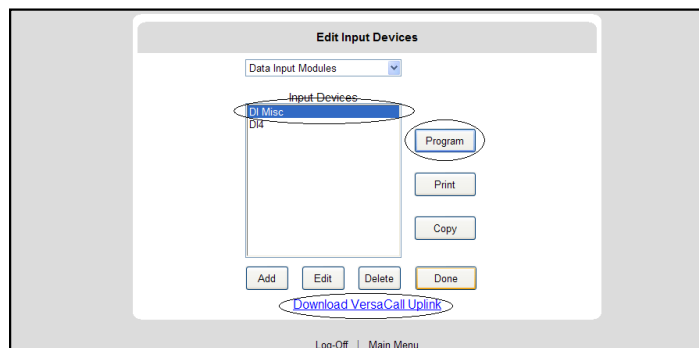 Edit Input Devices
Data Input Modules
Input Devices
DI Misc
DI4
Program
Print
Copy
Add Edit Delete Done
Download VersaCall Uplink
Log-Off | Main Menu